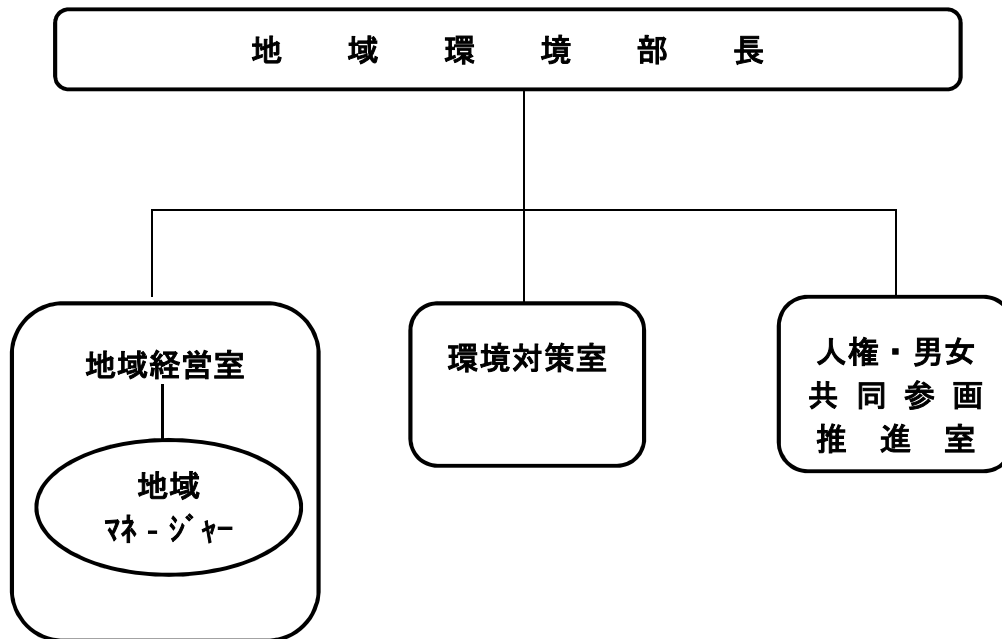 地域環境部長
地域経営室
地域
ﾏﾈ-ｼﾞｬｰ
環境対策室
人権・男女
共同参画
推進室